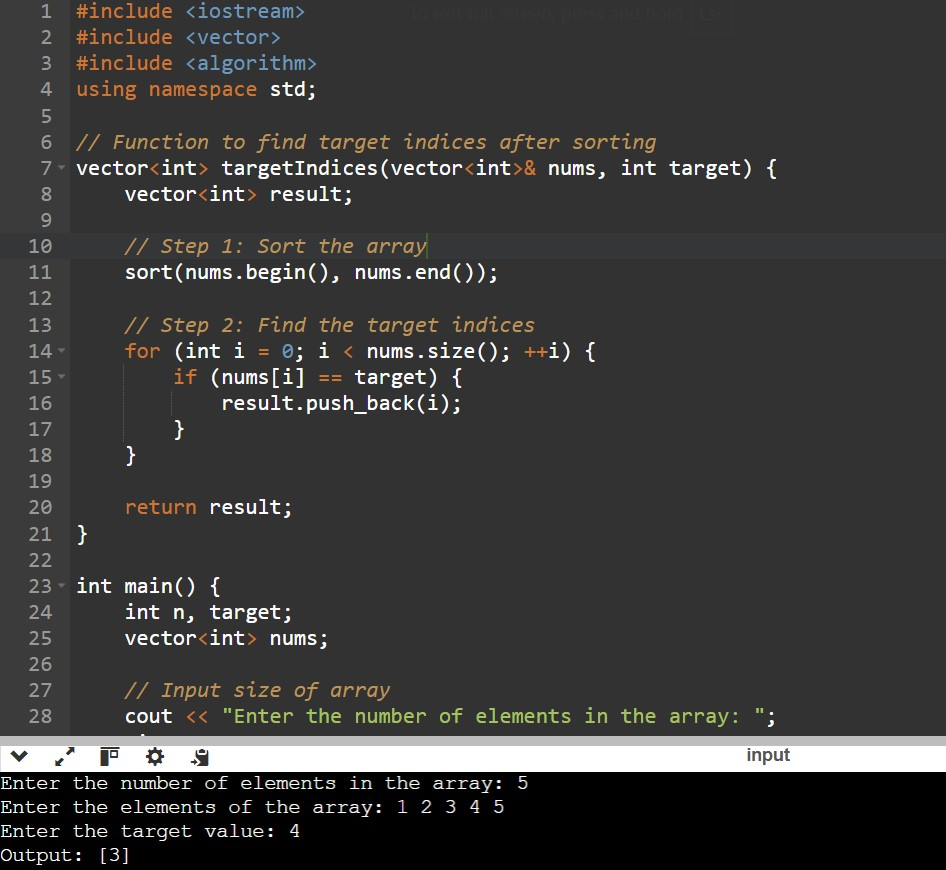 1 #include <iostream>
2 #include <vector>
3 #include <algorithm>
4 using namespace std;
5
6 // Function to find target indices after sorting
7 vector<int> targetIndices(vector<int>& nums, int target) {
8     vector<int> result;
9
10     // Step 1: Sort the array
11     sort(nums.begin(), nums.end());
12
13     // Step 2: Find the target indices
14     for (int i = 0; i < nums.size(); ++i) {
15         if (nums[i] == target) {
16             result.push_back(i);
17         }
18     }
19
20     return result;
21 }
22
23 int main() {
24     int n, target;
25     vector<int> nums;
26
27     // Input size of array
28     cout << "Enter the number of elements in the array: ";
input
Enter the number of elements in the array: 5
Enter the elements of the array: 1 2 3 4 5
Enter the target value: 4
Output: [3]